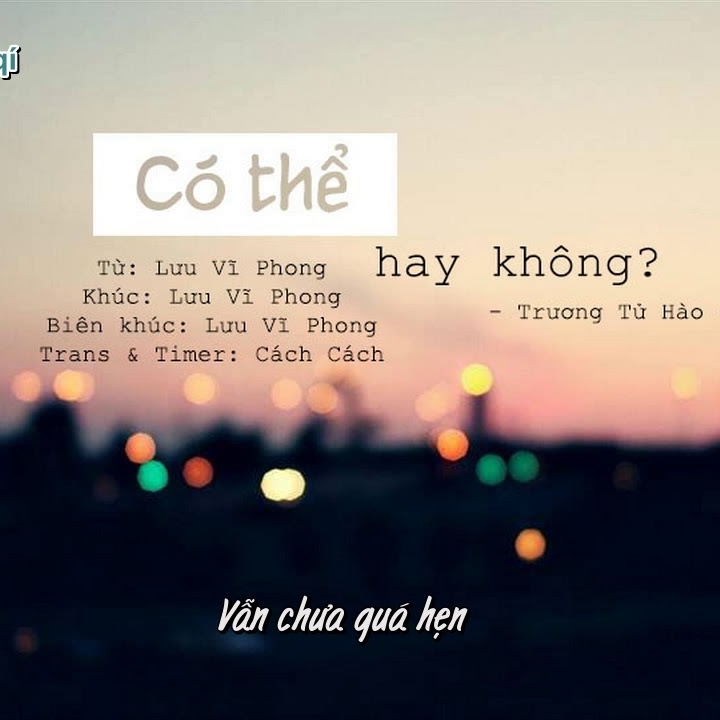 qí
Có thể
hay không?
- Trương Tử Hào
Từ: Lưu Vĩ Phong
Khúc: Lưu Vĩ Phong
Biên khúc: Lưu Vĩ Phong
Trans & Timer: Cách Cách
Vẫn chưa quá hẹn